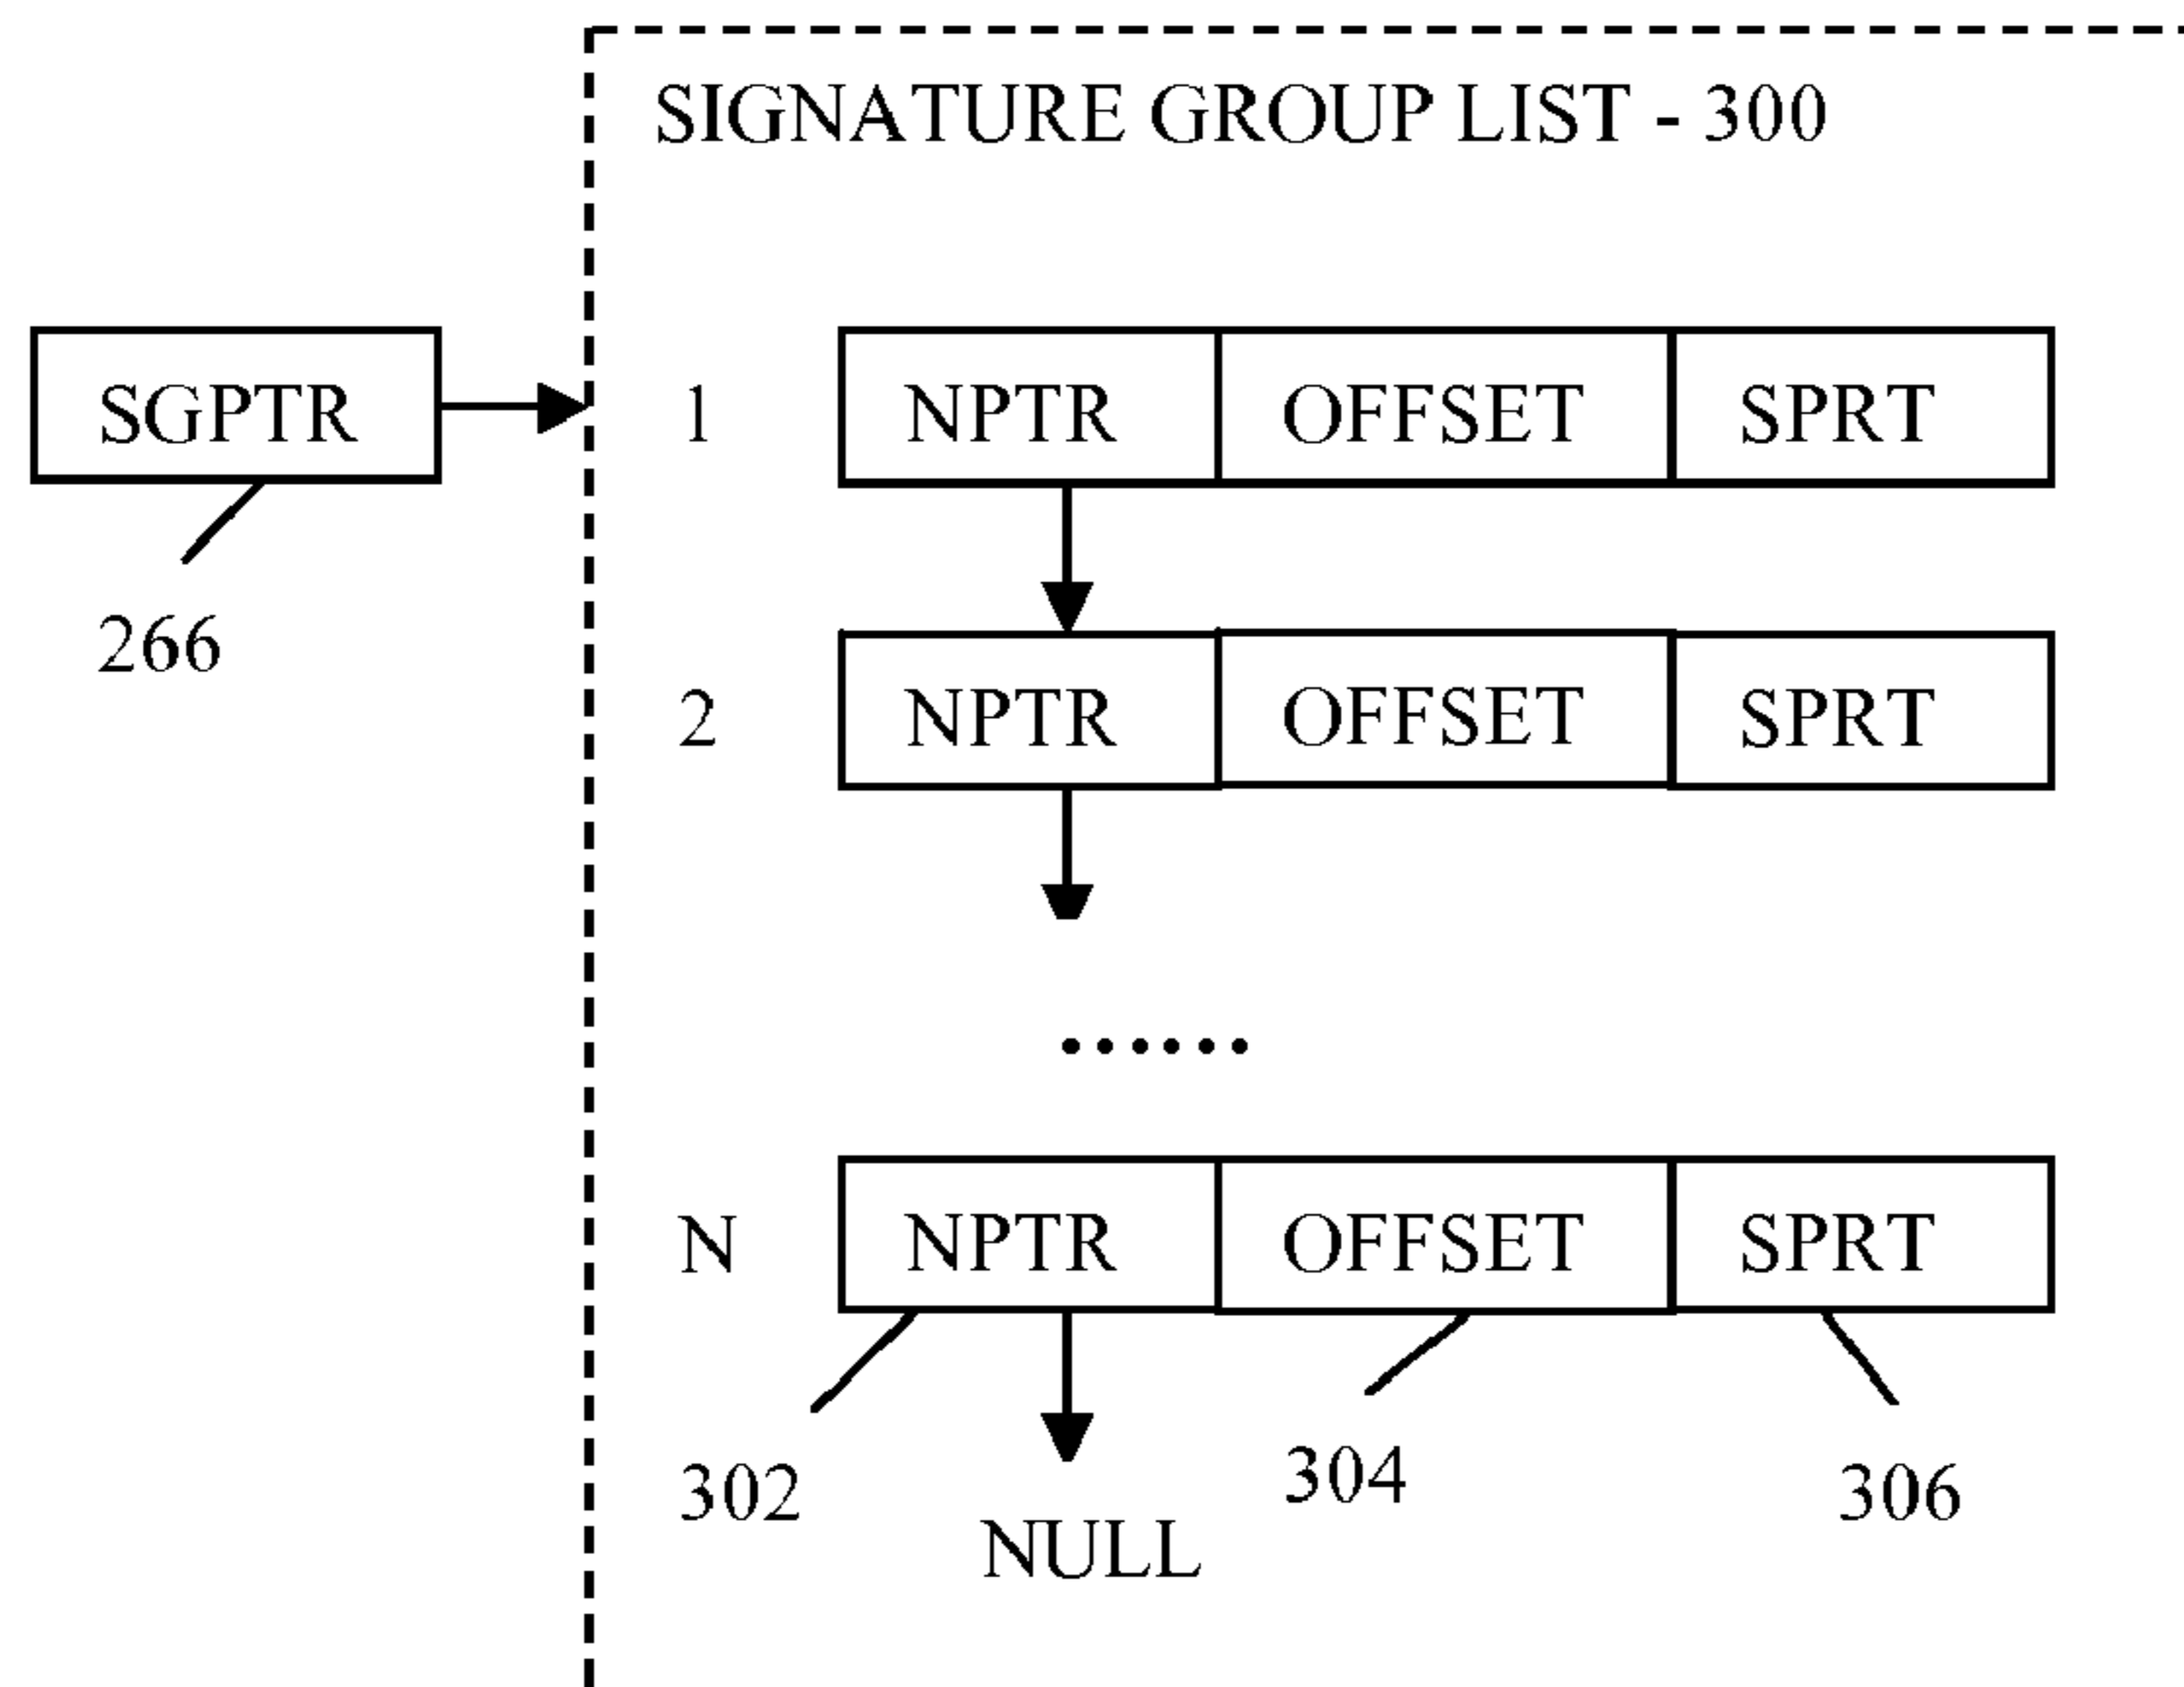 SIGNATURE GROUP LIST - 300
SGPTR
1 NPTR OFFSET SPRT
266
2 NPTR OFFSET SPRT
......
N NPTR OFFSET SPRT
302 304 306
NULL